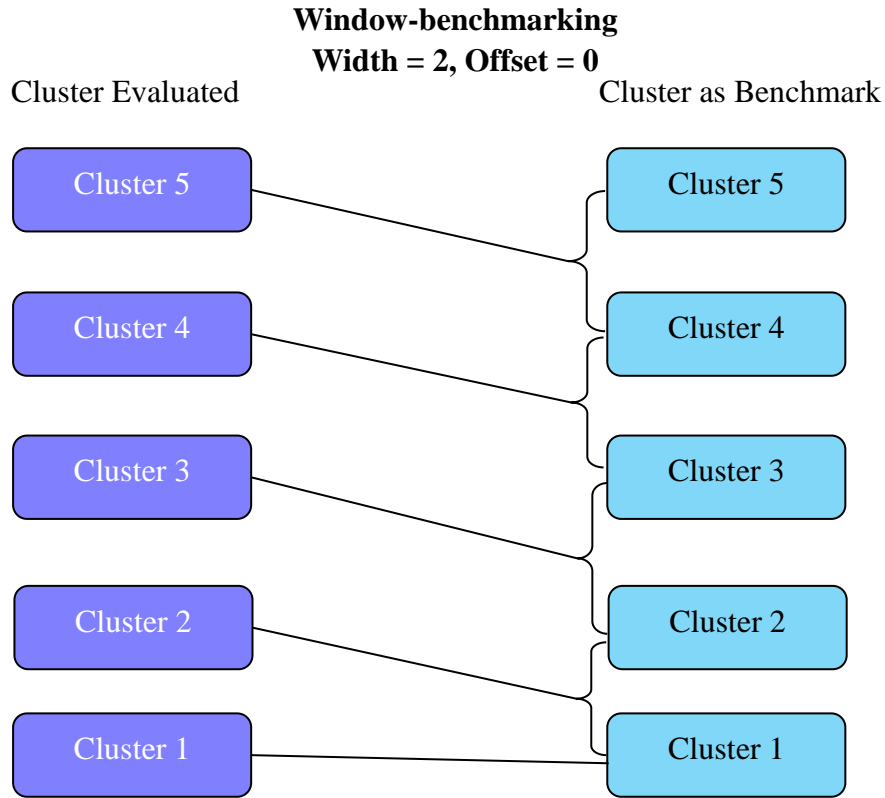 Window-benchmarking
Width = 2, Offset = 0
Cluster Evaluated Cluster as Benchmark
Cluster 5 Cluster 5
Cluster 4 Cluster 4
Cluster 3 Cluster 3
Cluster 2 Cluster 2
Cluster 1 Cluster 1